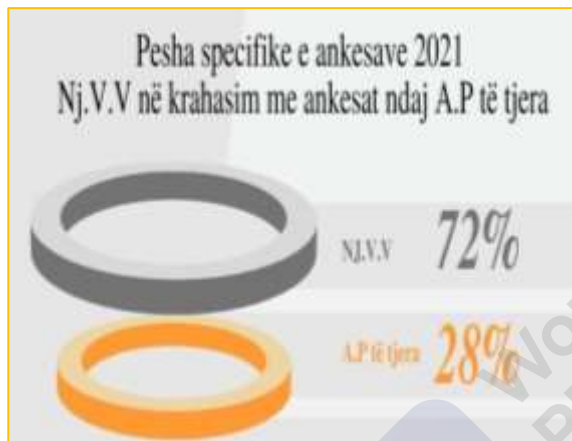 Pesha specifike e ankesave 2021
Nj.V.V në krahasim me ankesat ndaj A.P të tjera
NJ.V.V 72%
A.P të tjera 28%